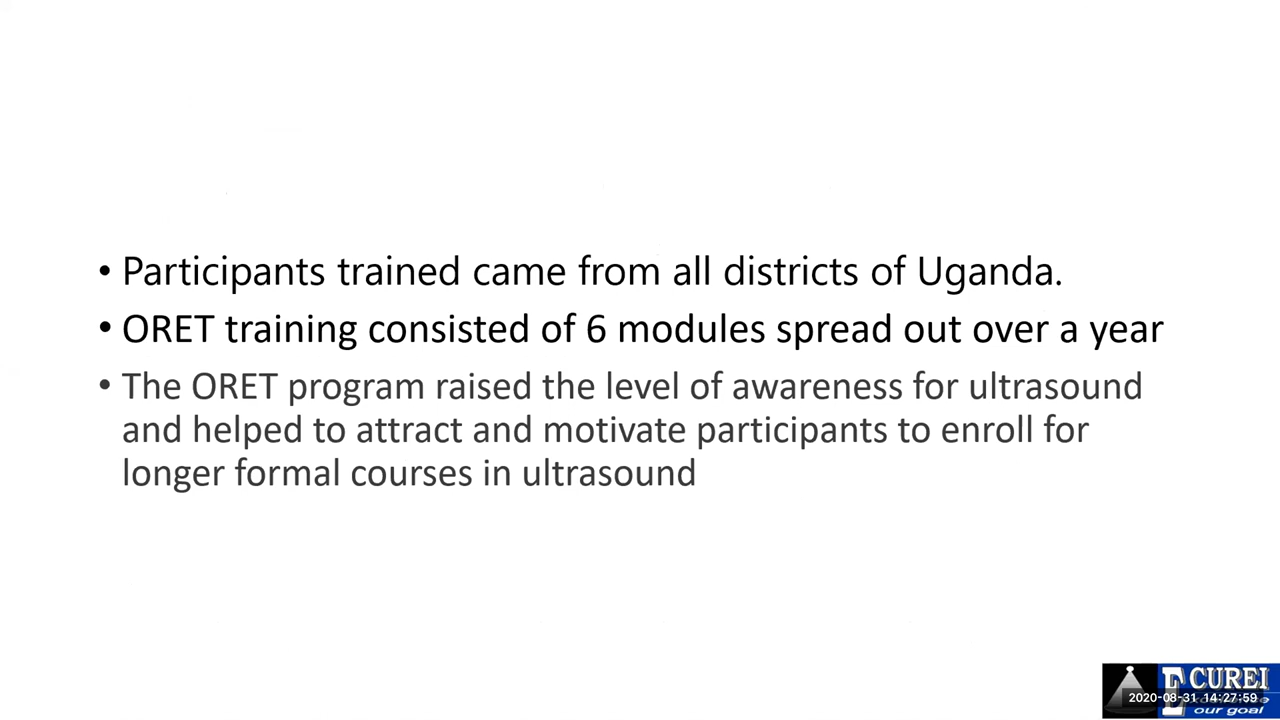 • Participants trained came from all districts of Uganda.
• ORET training consisted of 6 modules spread out over a year
• The ORET program raised the level of awareness for ultrasound
and helped to attract and motivate participants to enroll for
longer formal courses in ultrasound
E CUREI
2020-08-31 14:27:59
our goal